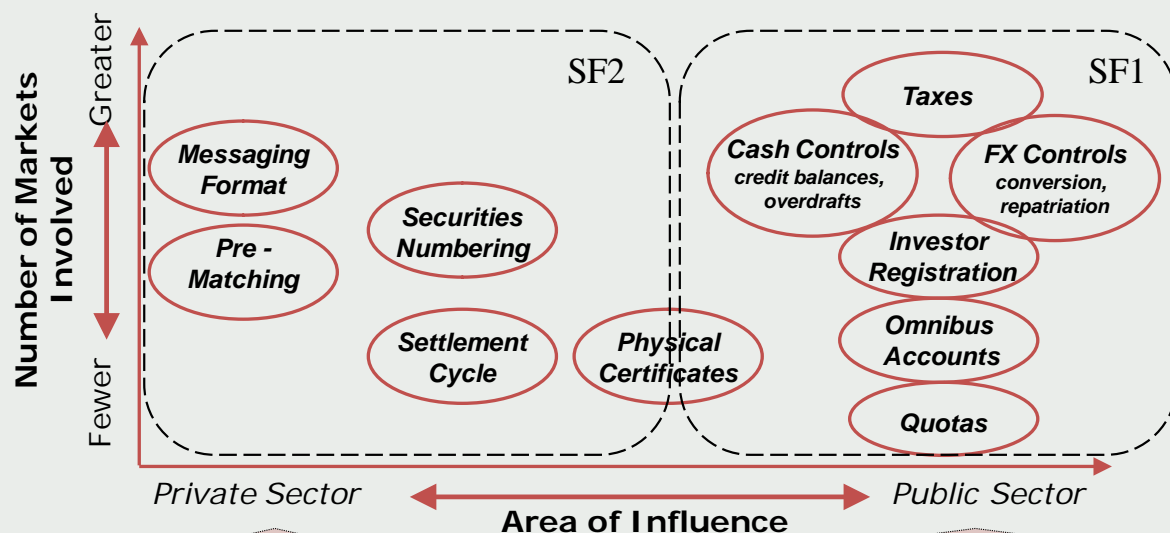 Number of Markets
Involved
Greater
Fewer
SF2
SF1
Messaging
Format
Pre -
Matching
Securities
Numbering
Settlement
Cycle
Physical
Certificates
Taxes
Cash Controls
credit balances,
overdrafts
FX Controls
conversion,
repatriation
Investor
Registration
Omnibus
Accounts
Quotas
Private Sector
Public Sector
Area of Influence